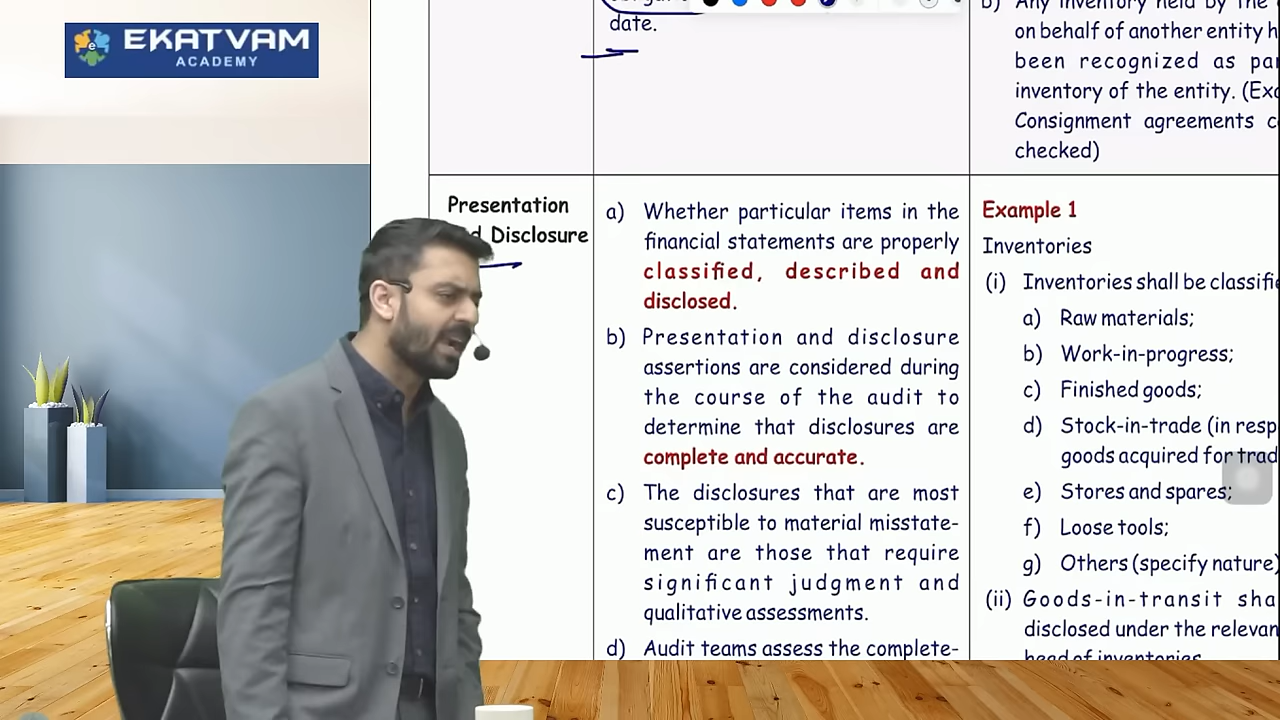 EKATVAM
ACADEMY
date.
b) Any inventory held by the
on behalf of another entity h
been recognized as par
inventory of the entity. (Exa
Consignment agreements c
checked)
Presentation
Disclosure
a) Whether particular items in the
financial statements are properly
classified, described and
disclosed.
b) Presentation and disclosure
assertions are considered during
the course of the audit to
determine that disclosures are
complete and accurate.
c) The disclosures that are most
susceptible to material misstate-
ment are those that require
significant judgment and
qualitative assessments.
d) Audit teams assess the complete-
Example 1
Inventories
(i) Inventories shall be classifie
a) Raw materials;
b) Work-in-progress;
c) Finished goods;
d) Stock-in-trade (in resp
goods acquired for trad
e) Stores and spares;
f) Loose tools;
g) Others (specify nature)
(ii) Goods-in-transit sha
disclosed under the relevan
head of inventories